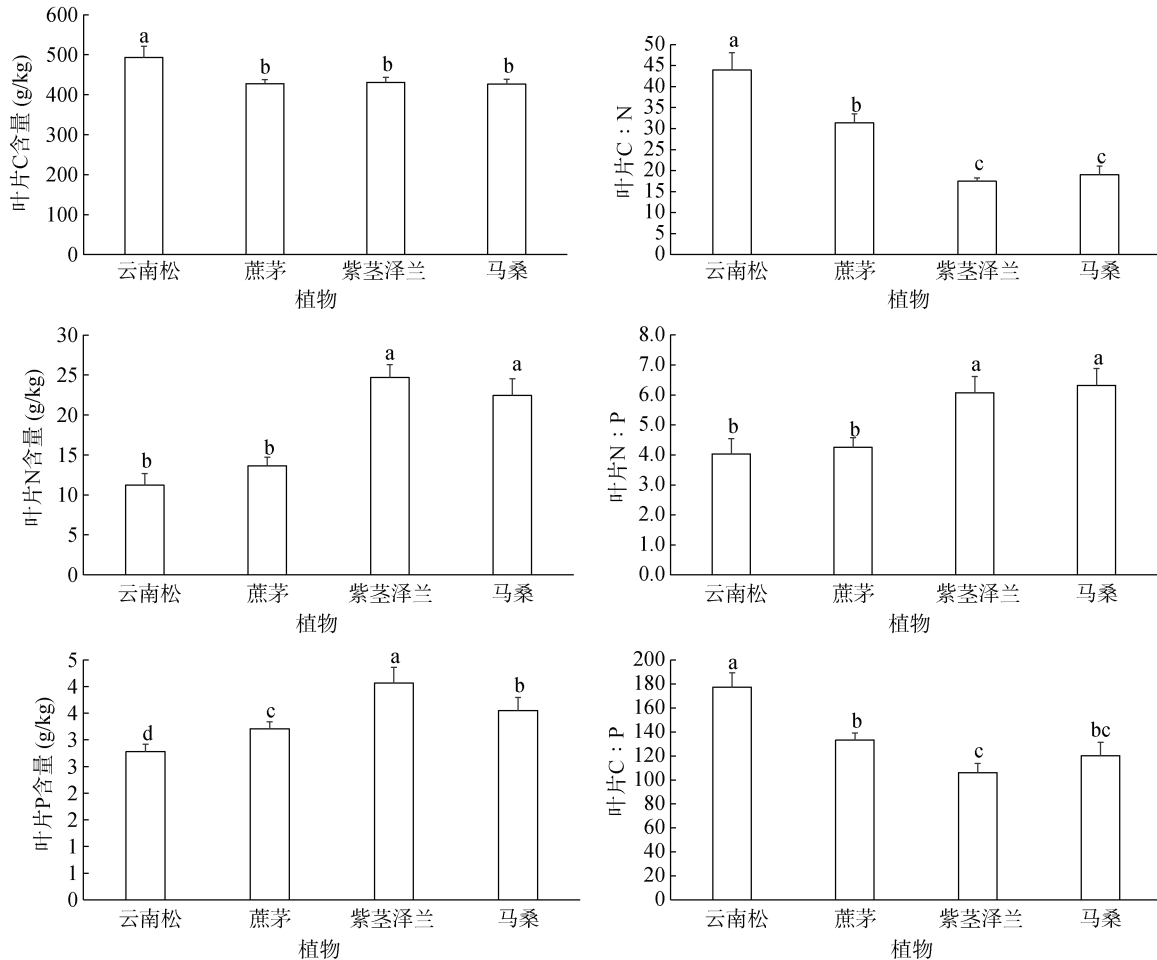 叶片C含量 (g/kg)
600
500
400
300
200
100
0
a
b
b
b
云南松
蔗茅
紫茎泽兰
马桑
植物
叶片C：N
50
45
40
35
30
25
20
15
10
5
0
a
b
c
c
云南松
蔗茅
紫茎泽兰
马桑
植物
叶片N含量 (g/kg)
30
25
20
15
10
5
0
b
b
a
a
云南松
蔗茅
紫茎泽兰
马桑
植物
叶片N：P
8.0
7.0
6.0
5.0
4.0
3.0
2.0
1.0
0.0
b
b
a
a
云南松
蔗茅
紫茎泽兰
马桑
植物
叶片P含量 (g/kg)
5
4
4
3
3
2
2
1
1
0
d
c
a
b
云南松
蔗茅
紫茎泽兰
马桑
植物
叶片C：P
200
180
160
140
120
100
80
60
40
20
0
a
b
c
bc
云南松
蔗茅
紫茎泽兰
马桑
植物